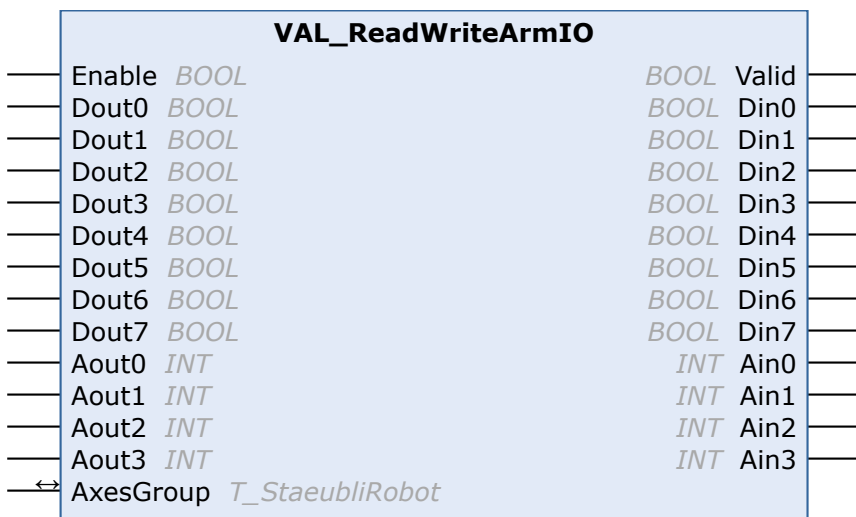 VAL_ReadWriteArmIO
Enable BOOL BOOL Valid
Dout0 BOOL BOOL Din0
Dout1 BOOL BOOL Din1
Dout2 BOOL BOOL Din2
Dout3 BOOL BOOL Din3
Dout4 BOOL BOOL Din4
Dout5 BOOL BOOL Din5
Dout6 BOOL BOOL Din6
Dout7 BOOL BOOL Din7
Aout0 INT INT Ain0
Aout1 INT INT Ain1
Aout2 INT INT Ain2
Aout3 INT INT Ain3
AxesGroup T_StaeubliRobot